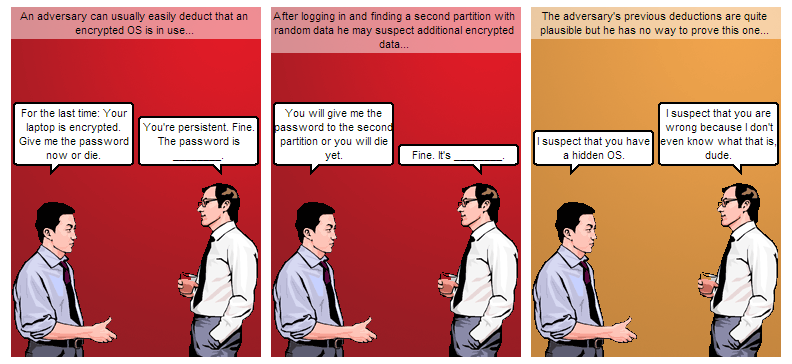 An adversary can usually easily deduct that an
encrypted OS is in use...
For the last time: Your
laptop is encrypted.
Give me the password
now or die.
You're persistent. Fine.
The password is
________.
After logging in and finding a second partition with
random data he may suspect additional encrypted
data...
You will give me the
password to the second
partition or you will die
yet.
Fine. It's ________.
The adversary's previous deductions are quite
plausible but he has no way to prove this one...
I suspect that you have
a hidden OS.
I suspect that you are
wrong because I don't
even know what that is,
dude.